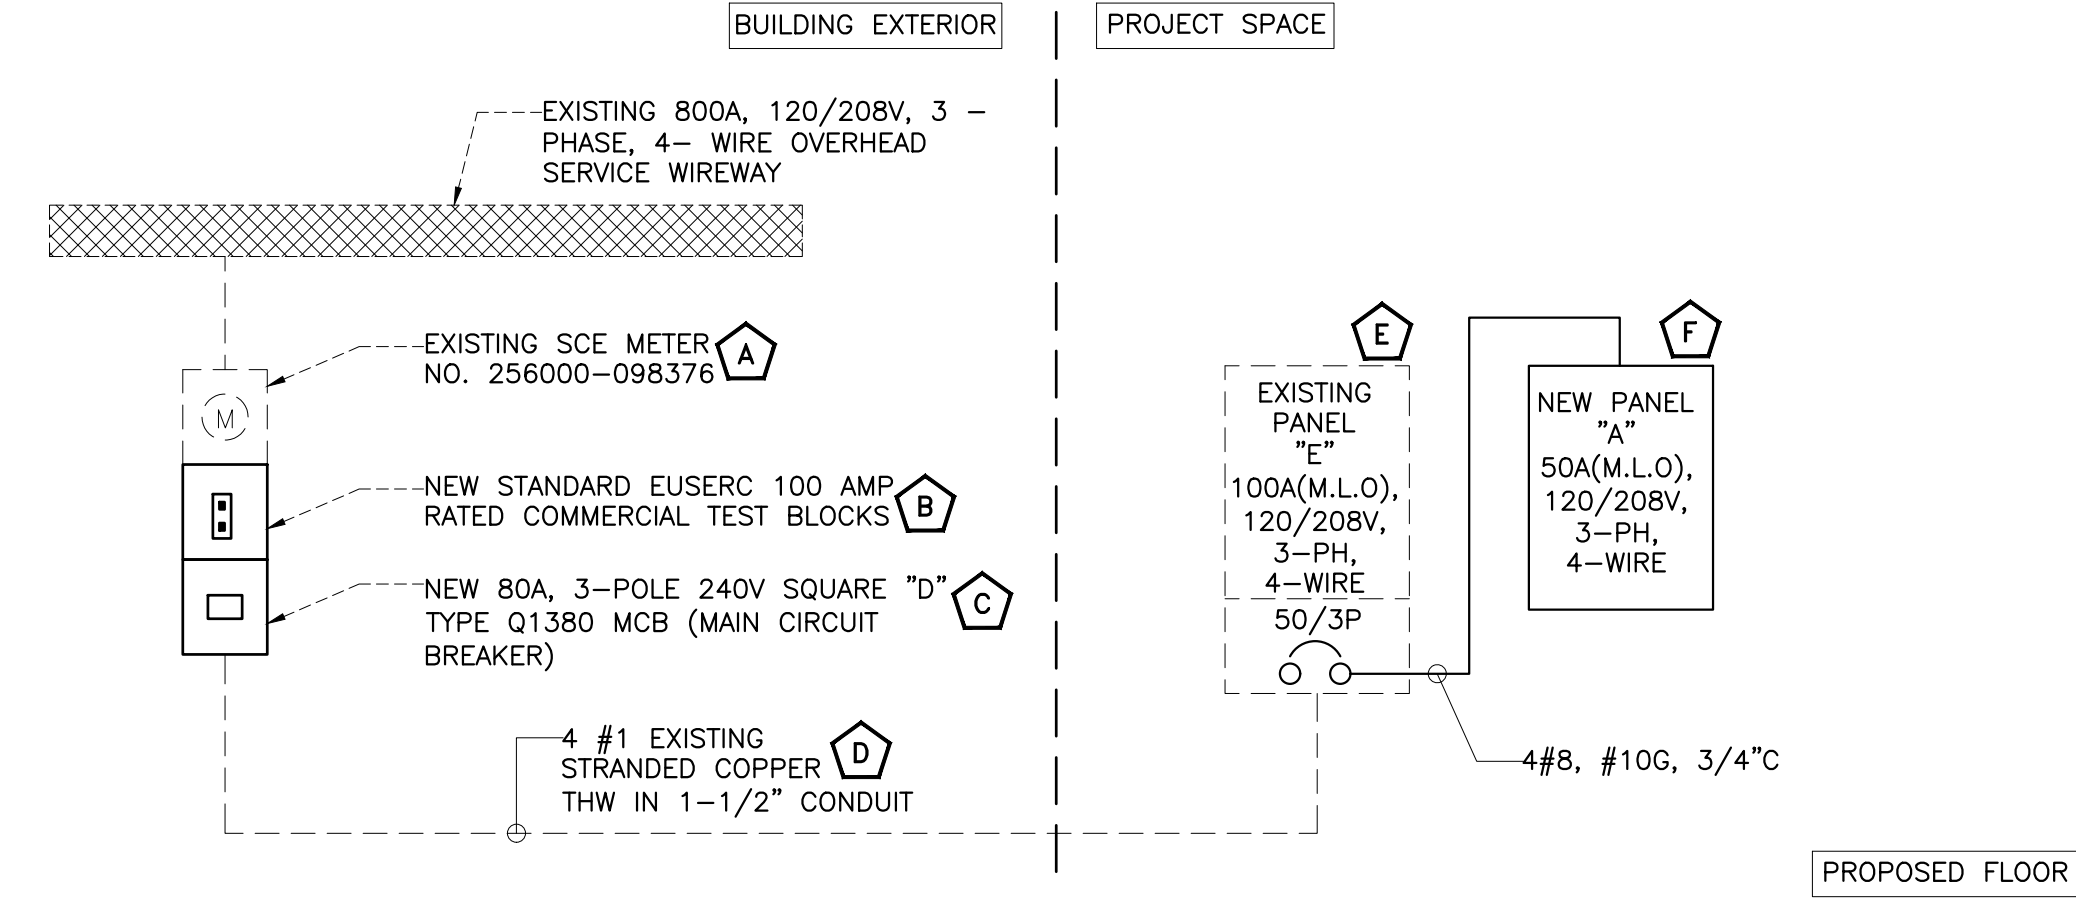 BUILDING EXTERIOR
PROJECT SPACE
EXISTING 800A, 120/208V, 3 –
PHASE, 4– WIRE OVERHEAD
SERVICE WIREWAY
EXISTING SCE METER
NO. 256000–098376
A
M
NEW STANDARD EUSERC 100 AMP
RATED COMMERCIAL TEST BLOCKS
B
NEW 80A, 3–POLE 240V SQUARE "D"
TYPE Q1380 MCB (MAIN CIRCUIT
BREAKER)
C
4 #1 EXISTING
STRANDED COPPER
THW IN 1–1/2" CONDUIT
D
E
EXISTING
PANEL
"E"
100A(M.L.O),
120/208V,
3–PH,
4–WIRE
50/3P
F
NEW PANEL
"A"
50A(M.L.O),
120/208V,
3–PH,
4–WIRE
4#8, #10G, 3/4"C
PROPOSED FLOOR